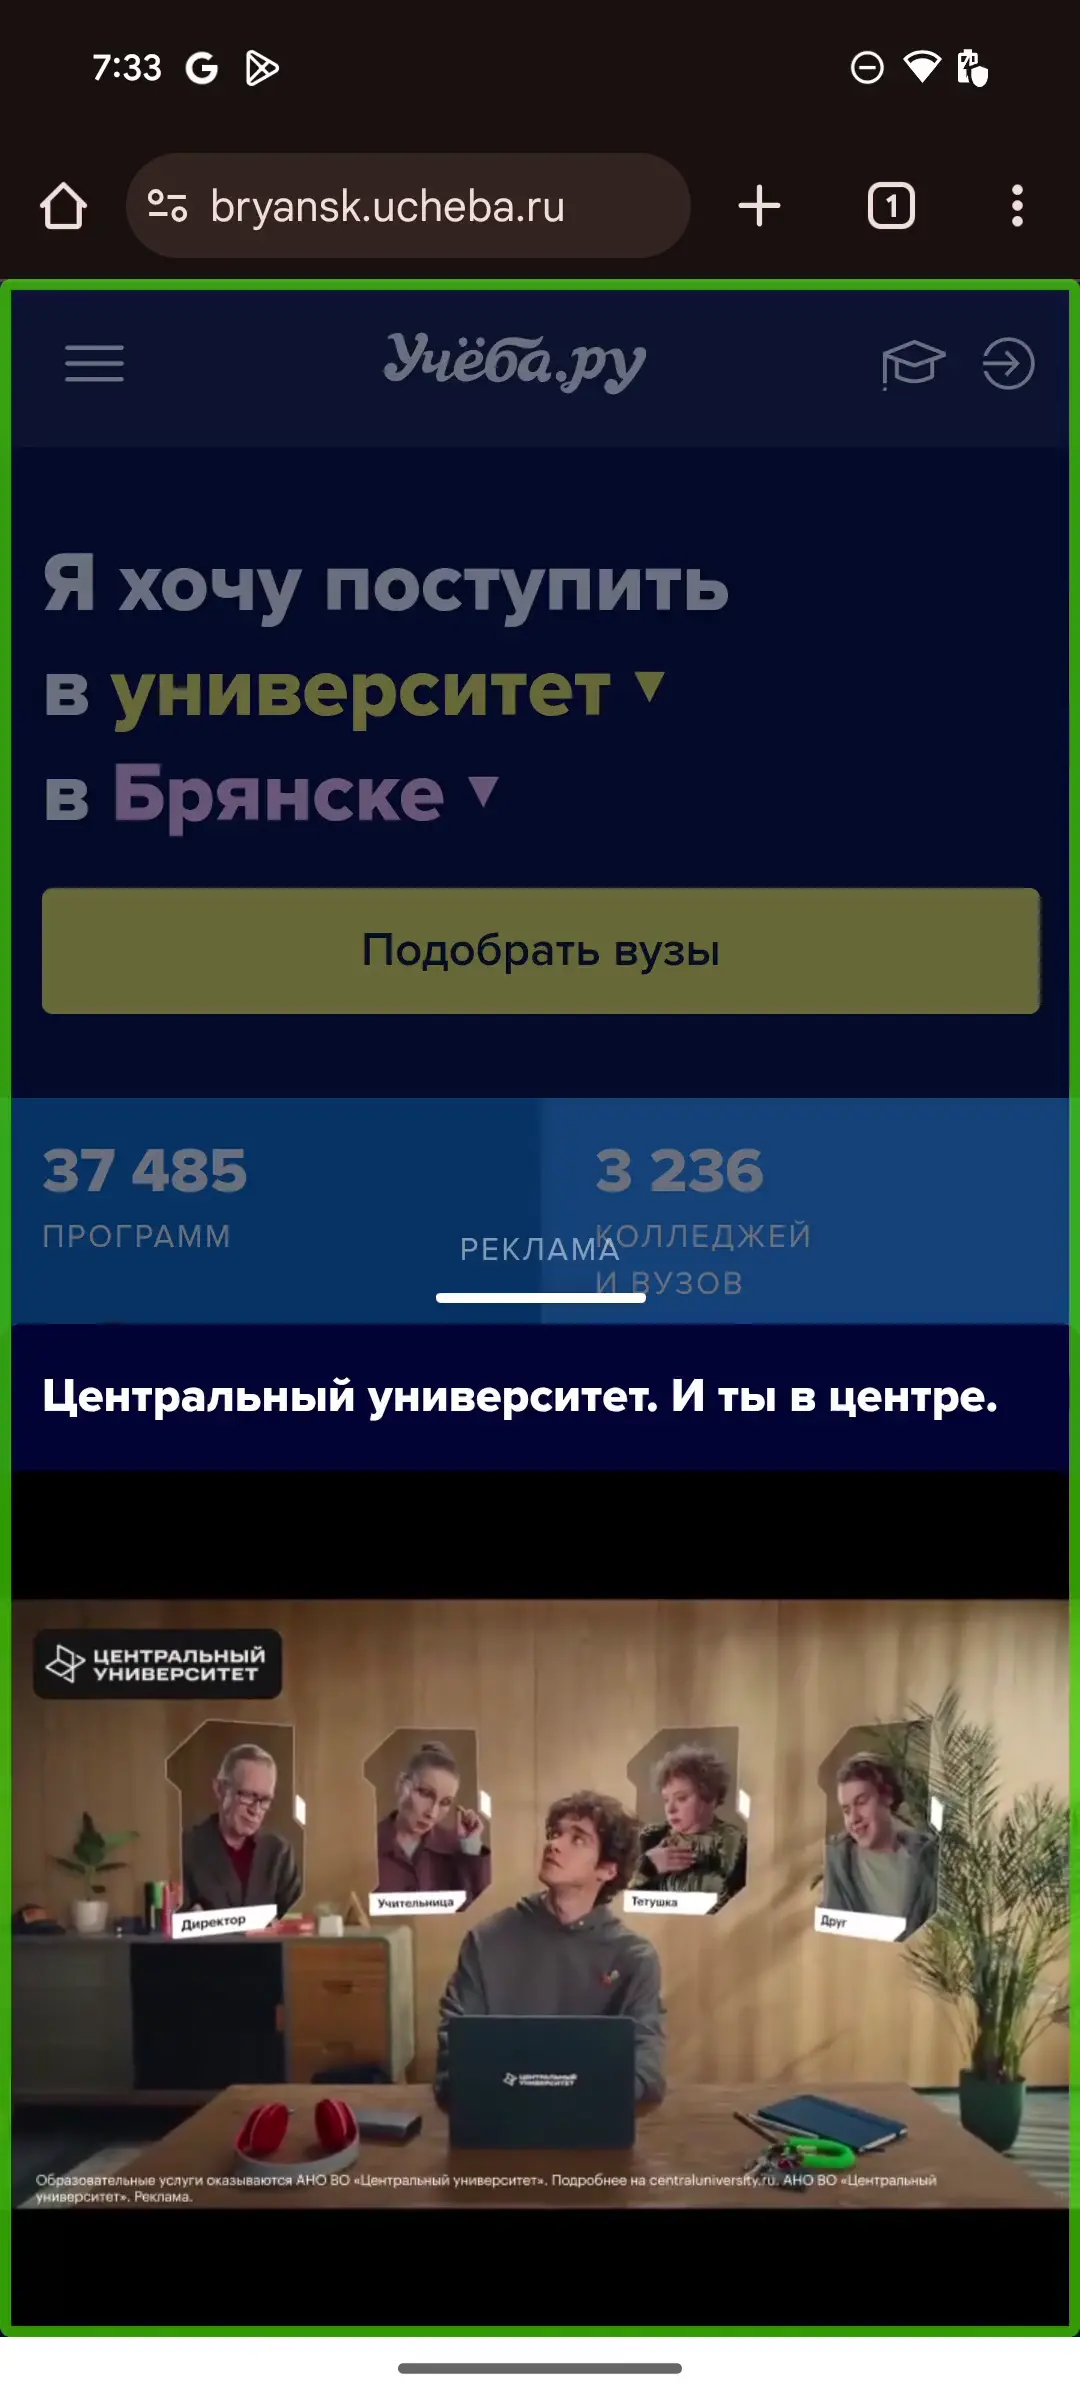 7:33
bryansk.ucheba.ru
1
Учёба.ру
Я хочу поступить
в университет
в Брянске
Подобрать вузы
37 485
ПРОГРАММ
3 236
КОЛЛЕДЖЕЙ
И ВУЗОВ
РЕКЛАМА
Центральный университет. И ты в центре.
ЦЕНТРАЛЬНЫЙ
УНИВЕРСИТЕТ
Директор
Учительница
Тетушка
Друг
ЦЕНТРАЛЬНЫЙ
УНИВЕРСИТЕТ
Образовательные услуги оказываются АНО ВО «Центральный университет». Подробнее на centraluniversity.ru. АНО ВО «Центральный
университет». Реклама.